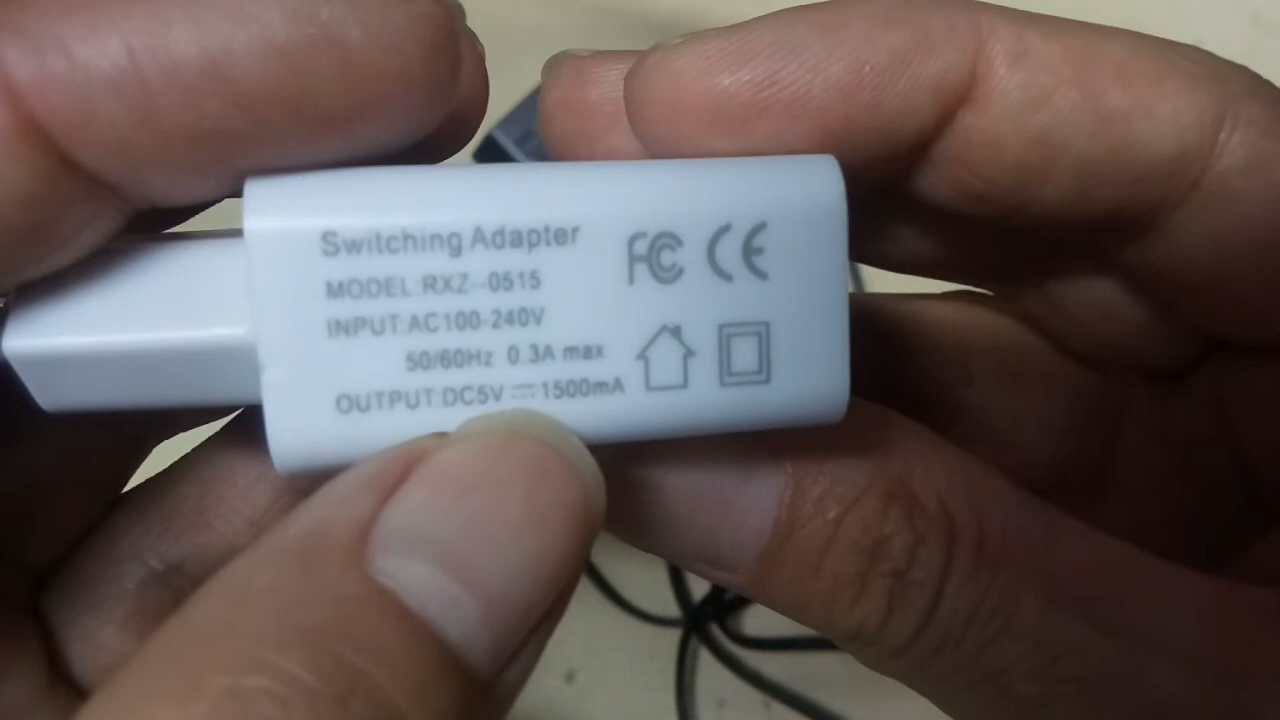 Switching Adapter
MODEL:RXZ--0515
INPUT:AC100-240V
50/60Hz 0.3A max
OUTPUT:DC5V ⎓ 1500mA
FC CE